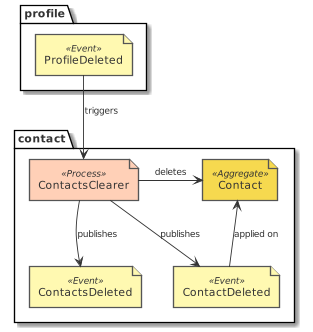 profile
«Event»
ProfileDeleted
triggers
contact
«Process»
ContactsClearer
deletes
«Aggregate»
Contact
publishes
publishes
applied on
«Event»
ContactsDeleted
«Event»
ContactDeleted